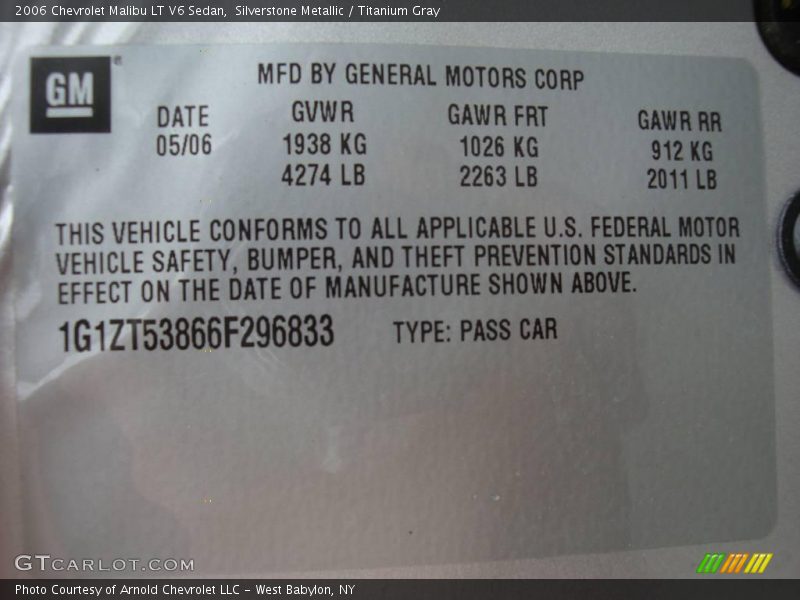 2006 Chevrolet Malibu LT V6 Sedan, Silverstone Metallic / Titanium Gray
GM
MFD BY GENERAL MOTORS CORP
DATE GVWR GAWR FRT GAWR RR
05/06 1938 KG 1026 KG 912 KG
4274 LB 2263 LB 2011 LB
THIS VEHICLE CONFORMS TO ALL APPLICABLE U.S. FEDERAL MOTOR
VEHICLE SAFETY, BUMPER, AND THEFT PREVENTION STANDARDS IN
EFFECT ON THE DATE OF MANUFACTURE SHOWN ABOVE.
1G1ZT53866F296833 TYPE: PASS CAR
GTCARLOT.COM
Photo Courtesy of Arnold Chevrolet LLC - West Babylon, NY